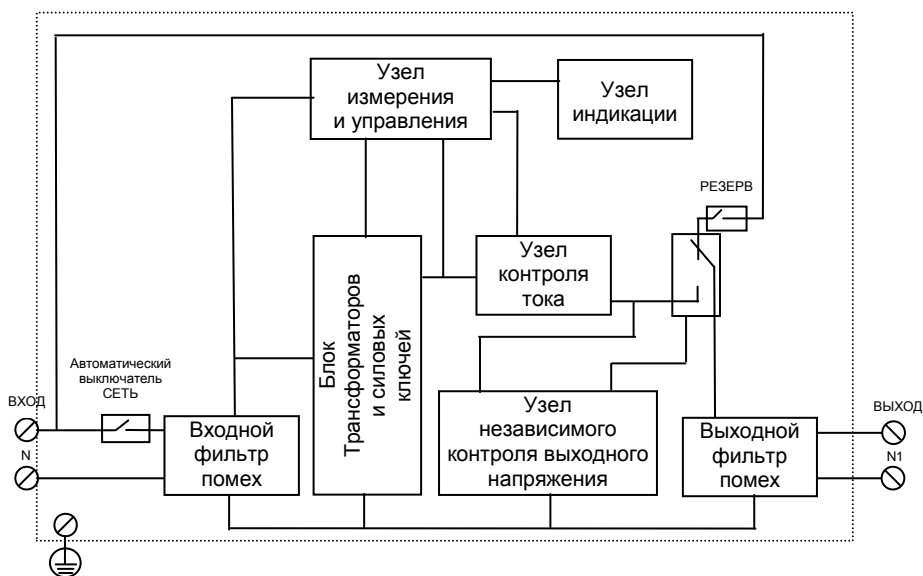 Узел
измерения
и управления
Узел
индикации
РЕЗЕРВ
Узел
контроля
тока
Блок
Трансформаторов
и силовых
ключей
Автоматический
выключатель
СЕТЬ
ВХОД
N
Входной
фильтр
помех
Узел
независимого
контроля выходного
напряжения
Выходной
фильтр
помех
ВЫХОД
N1